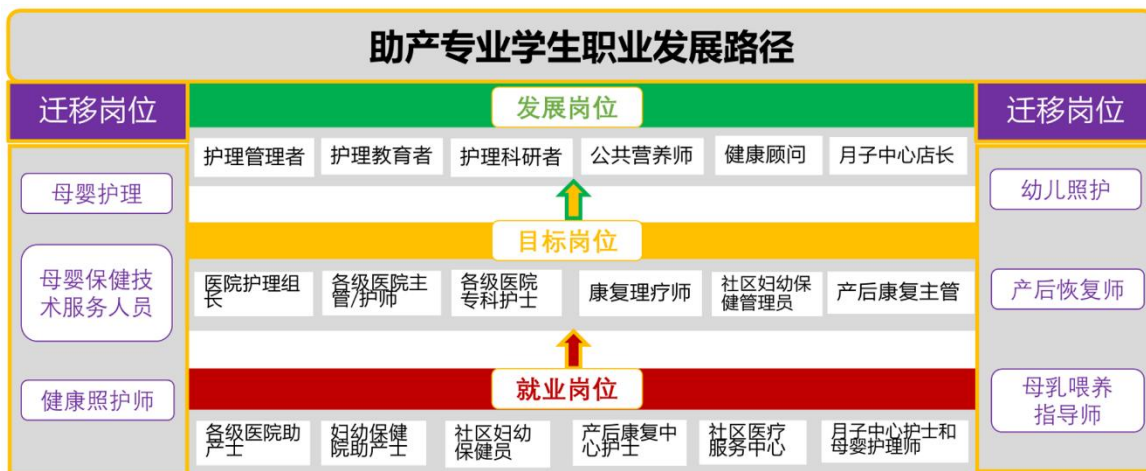 助产专业学生职业发展路径
迁移岗位
母婴护理
母婴保健技
术服务人员
健康照护师
发展岗位
护理管理者
护理教育者
护理科研者
公共营养师
健康顾问
月子中心店长
目标岗位
医院护理组
长
各级医院主
管/护师
各级医院
专科护士
康复理疗师
社区妇幼保
健管理员
产后康复主管
就业岗位
各级医院助
产士
妇幼保健
院助产士
社区妇幼
保健员
产后康复中
心护士
社区医疗
服务中心
月子中心护士和
母婴护理师
迁移岗位
幼儿照护
产后恢复师
母乳喂养
指导师